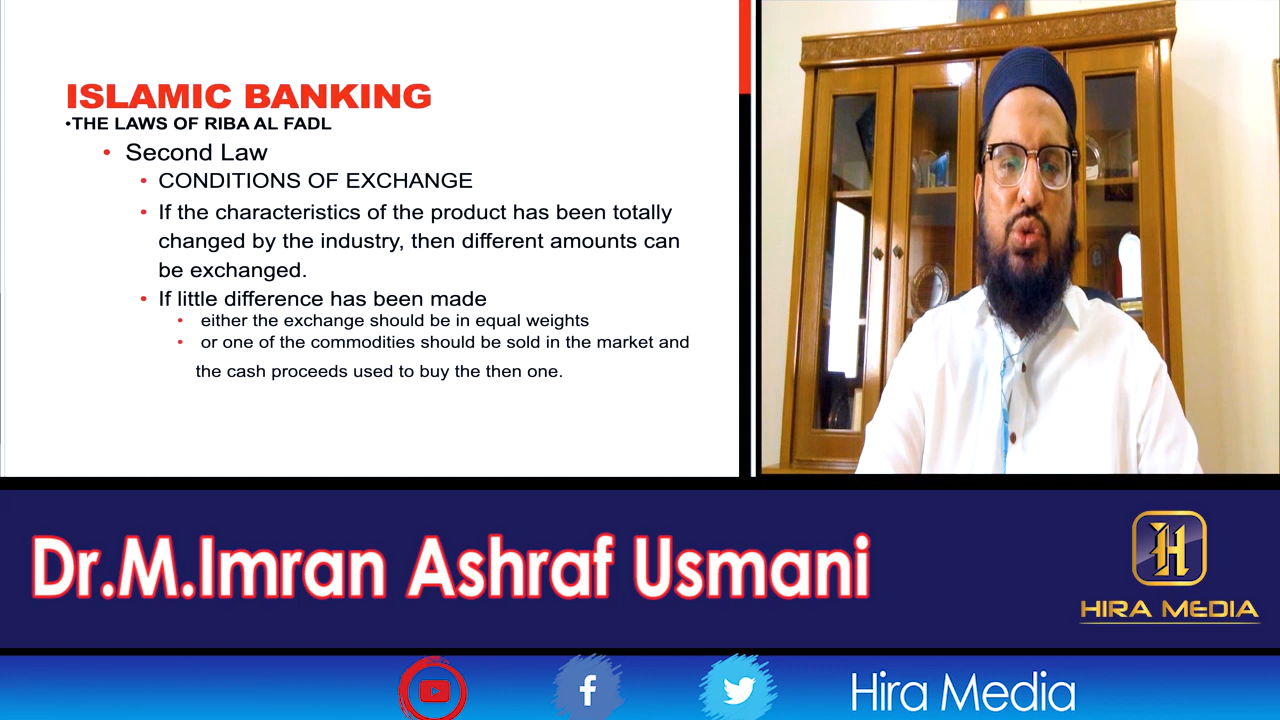 ISLAMIC BANKING
•THE LAWS OF RIBA AL FADL
• Second Law
• CONDITIONS OF EXCHANGE
• If the characteristics of the product has been totally
changed by the industry, then different amounts can
be exchanged.
• If little difference has been made
• either the exchange should be in equal weights
• or one of the commodities should be sold in the market and
the cash proceeds used to buy the then one.
Dr.M.Imran Ashraf Usmani
H
HIRA MEDIA
f
Hira Media